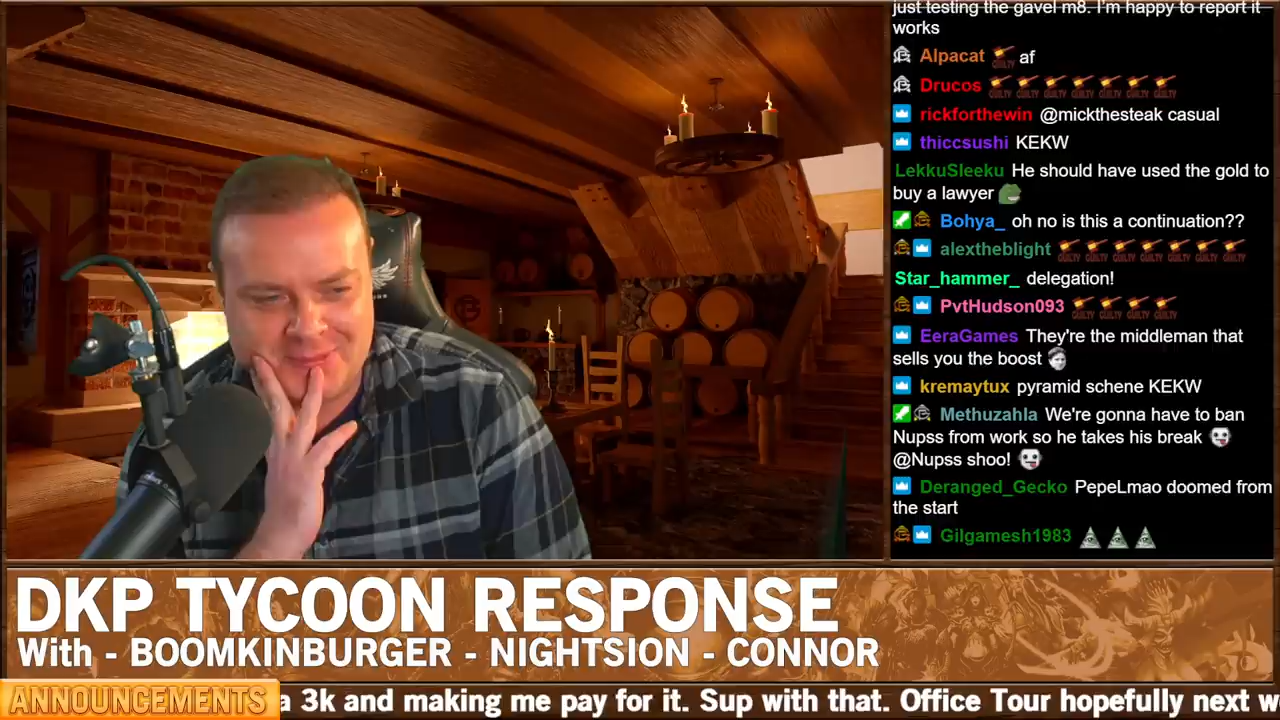 just testing the gavel m8. I'm happy to report it
works
Alpacat af
Drucos
rickforthewin @mickthesteak casual
thiccsushi KEKW
LekkuSleeku He should have used the gold to
buy a lawyer
Bohya_ oh no is this a continuation??
alextheblight
Star_hammer_ delegation!
PvtHudson093
EeraGames They're the middleman that
sells you the boost
kremaytux pyramid schene KEKW
Methuzahla We're gonna have to ban
Nupss from work so he takes his break
@Nupss shoo!
Deranged_Gecko PepeLmao doomed from
the start
Gilgamesh1983
DKP TYCOON RESPONSE
With - BOOMKINBURGER - NIGHTSION - CONNOR
ANNOUNCEMENTS a 3k and making me pay for it. Sup with that. Office Tour hopefully next w